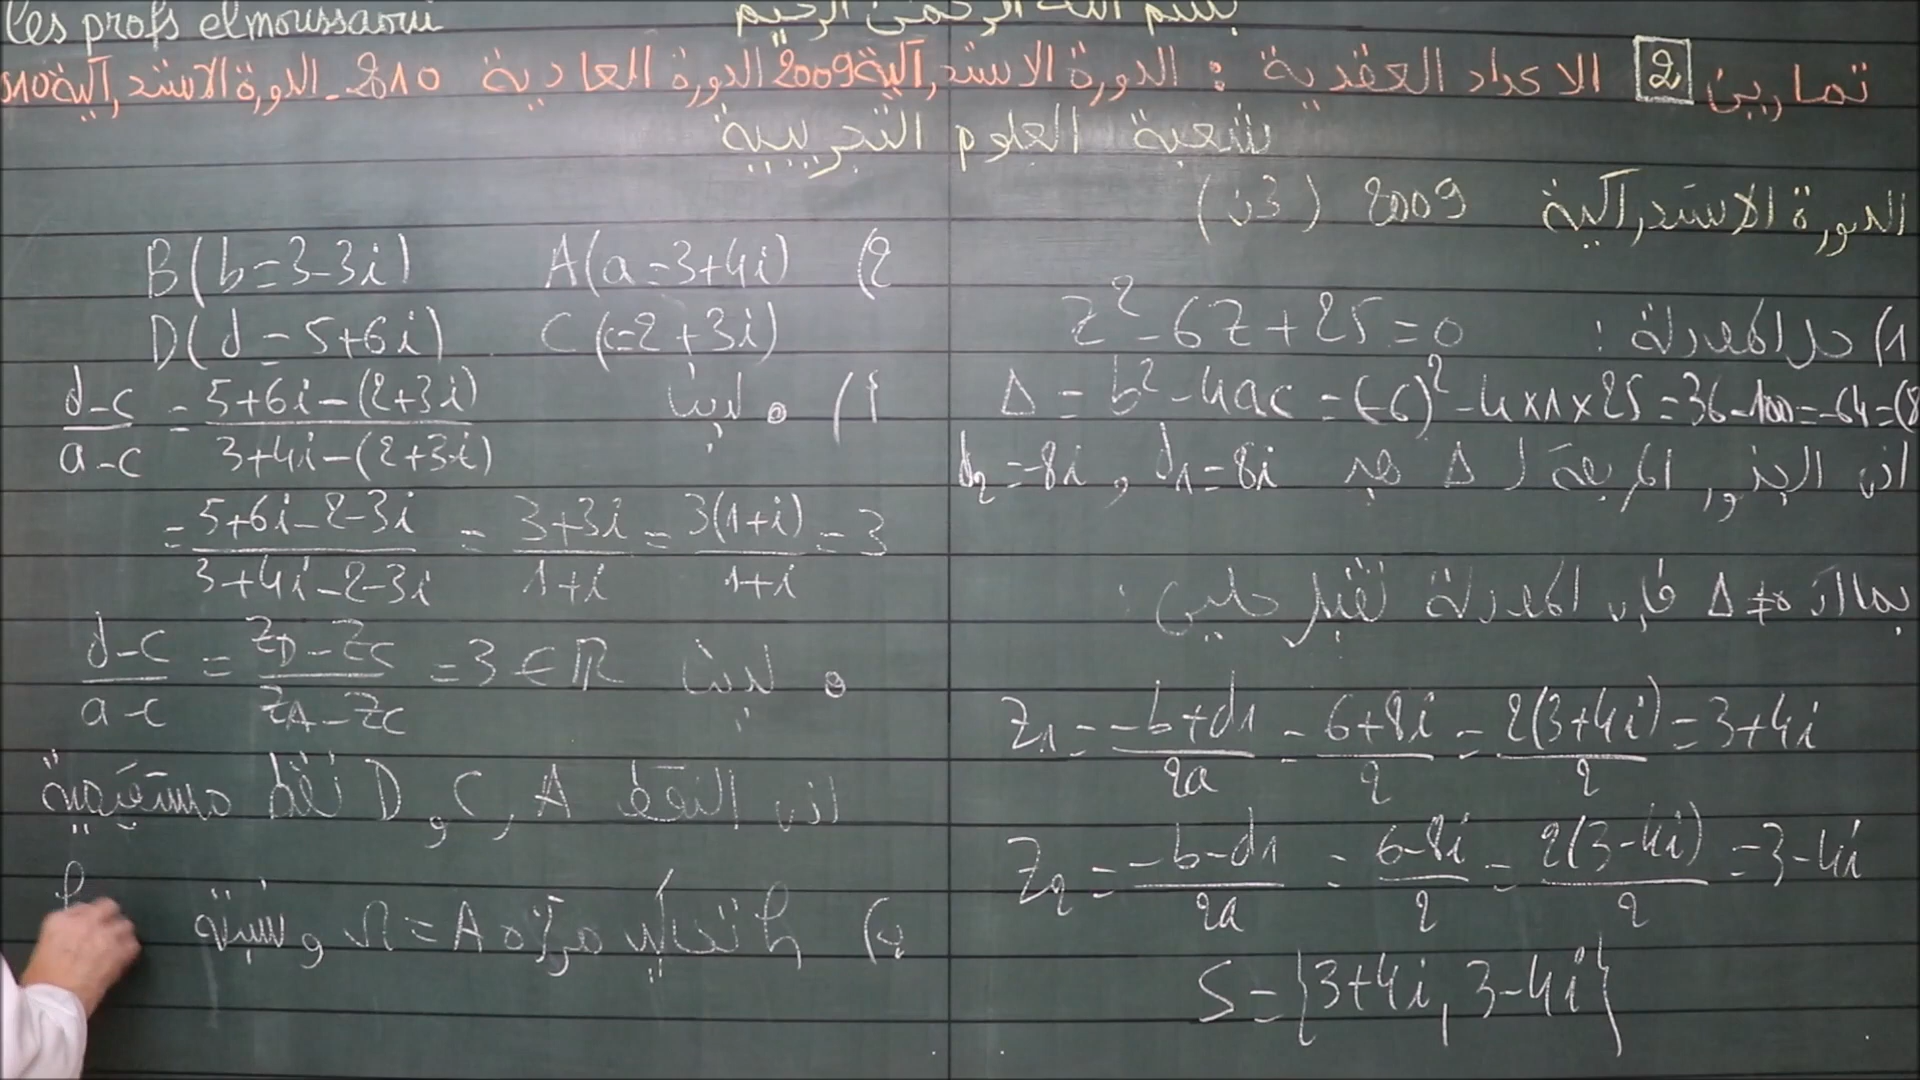 les profs elmoussaoui
بسم الله الرحمن الرحيم
تمارين 2 الاعداد العقدية : الدورة الاستدراكية 2009 الدورة العادية 2010 - الدورة الاستدراكية
شعبة العلوم التجريبية
الدورة الاستدراكية 2009 (3ن)
1) حل المعادلة : z² - 6z + 25 = 0
Δ = b² - 4ac = (-6)² - 4×1×25 = 36-100 = -64 = (8
اذن الجذور المربعة ل Δ هي d₁ = 8i , d₂ = -8i
بما ان Δ ≠ 0 فان المعادلة تقبل حلين :
z₁ = (-b+d₁)/2a = (6+8i)/2 = 2(3+4i)/2 = 3+4i
z₂ = (-b-d₁)/2a = (6-8i)/2 = 2(3-4i)/2 = 3-4i
S = {3+4i, 3-4i}
2) A(a=3+4i) B(b=3-3i)
C(c=2+3i) D(d=5+6i)
أ) • لدينا (d-c)/(a-c) = (5+6i-(2+3i))/(3+4i-(2+3i))
= (5+6i-2-3i)/(3+4i-2-3i) = (3+3i)/(1+i) = 3(1+i)/(1+i) = 3
• لدينا (d-c)/(a-c) = (z_D - z_C)/(z_A - z_C) = 3 ∈ ℝ
اذن النقط A , C و D نقط مستقيمية
ب) h تحاكي مركزه Ω = A و نسبته